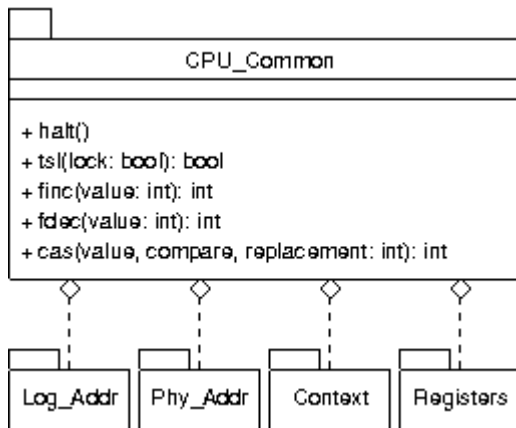 CPU_Common
+ halt()
+ tsl(lock: bool): bool
+ finc(value: int): int
+ fdec(value: int): int
+ cas(value, compare, replacement: int): int
Log_Addr Phy_Addr Context Registers